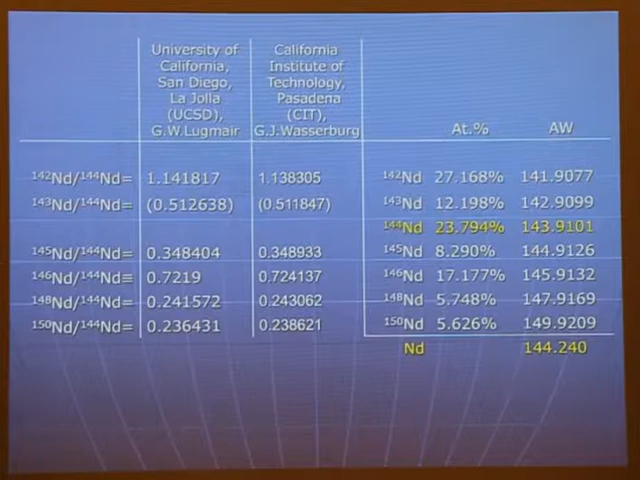 University of California, San Diego, La Jolla (UCSD), G.W.Lugmair
California Institute of Technology, Pasadena (CIT), G.J.Wasserburg
At.% AW
¹⁴²Nd/¹⁴⁴Nd= 1.141817 1.138305 ¹⁴²Nd 27.168% 141.9077
¹⁴³Nd/¹⁴⁴Nd= (0.512638) (0.511847) ¹⁴³Nd 12.198% 142.9099
¹⁴⁴Nd 23.794% 143.9101
¹⁴⁵Nd/¹⁴⁴Nd= 0.348404 0.348933 ¹⁴⁵Nd 8.290% 144.9126
¹⁴⁶Nd/¹⁴⁴Nd≡ 0.7219 0.724137 ¹⁴⁶Nd 17.177% 145.9132
¹⁴⁸Nd/¹⁴⁴Nd= 0.241572 0.243062 ¹⁴⁸Nd 5.748% 147.9169
¹⁵⁰Nd/¹⁴⁴Nd= 0.236431 0.238621 ¹⁵⁰Nd 5.626% 149.9209
Nd 144.240